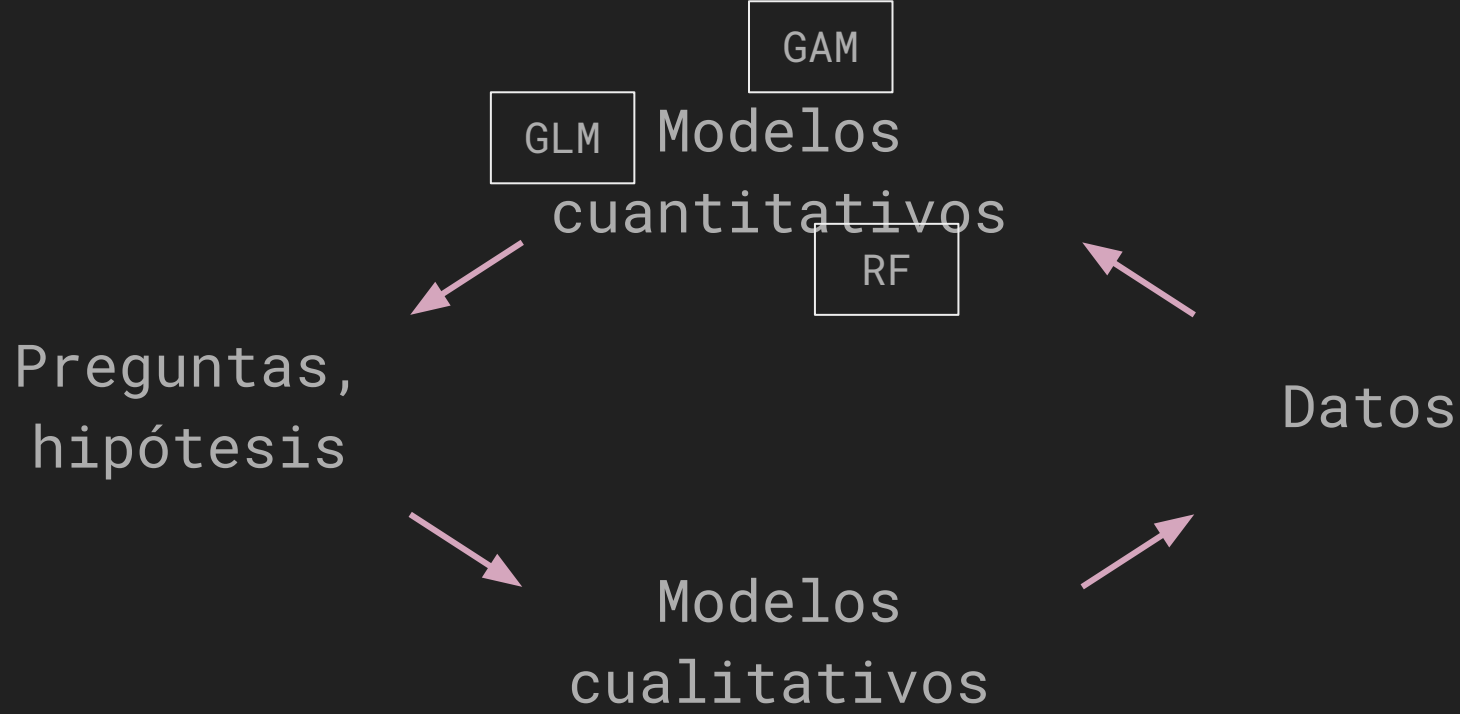 GAM
GLM
Modelos
cuantitativos
RF
Preguntas,
hipótesis
Datos
Modelos
cualitativos